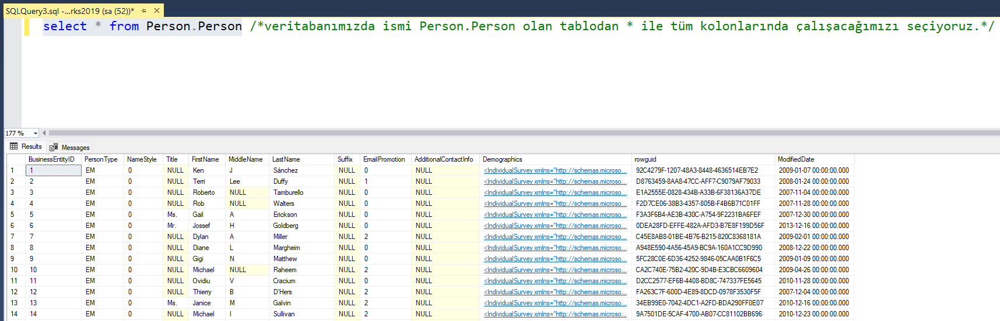 SQLQuery3.sql -...rks2019 (sa (52))*
select * from Person.Person /*veritabanımızda ismi Person.Person olan tablodan * ile tüm kolonlarında çalışacağımızı seçiyoruz.*/
177 %
Results Messages
BusinessEntityID PersonType NameStyle Title FirstName MiddleName LastName Suffix EmailPromotion AdditionalContactInfo Demographics rowguid ModifiedDate
1 1 EM 0 NULL Ken J Sánchez NULL 0 NULL <IndividualSurvey xmlns="http://schemas.microso... 92C4279F-1207-48A3-8448-4636514EB7E2 2009-01-07 00:00:00.000
2 2 EM 0 NULL Terri Lee Duffy NULL 1 NULL <IndividualSurvey xmlns="http://schemas.microso... D8763459-8AA8-47CC-AFF7-C9079AF79033 2008-01-24 00:00:00.000
3 3 EM 0 NULL Roberto NULL Tamburello NULL 0 NULL <IndividualSurvey xmlns="http://schemas.microso... E1A2555E-0828-434B-A33B-6F38136A37DE 2007-11-04 00:00:00.000
4 4 EM 0 NULL Rob NULL Walters NULL 0 NULL <IndividualSurvey xmlns="http://schemas.microso... F2D7CE06-38B3-4357-805B-F4B6B71C01FF 2007-11-28 00:00:00.000
5 5 EM 0 Ms. Gail A Erickson NULL 0 NULL <IndividualSurvey xmlns="http://schemas.microso... F3A3F6B4-AE3B-430C-A754-9F2231BA6FEF 2007-12-30 00:00:00.000
6 6 EM 0 Mr. Jossef H Goldberg NULL 0 NULL <IndividualSurvey xmlns="http://schemas.microso... 0DEA28FD-EFFE-482A-AFD3-B7E8F199D56F 2013-12-16 00:00:00.000
7 7 EM 0 NULL Dylan A Miller NULL 2 NULL <IndividualSurvey xmlns="http://schemas.microso... C45E8AB8-01BE-4B76-B215-820C8368181A 2009-02-01 00:00:00.000
8 8 EM 0 NULL Diane L Margheim NULL 0 NULL <IndividualSurvey xmlns="http://schemas.microso... A948E590-4A56-45A9-BC9A-160A1CC9D990 2008-12-22 00:00:00.000
9 9 EM 0 NULL Gigi N Matthew NULL 0 NULL <IndividualSurvey xmlns="http://schemas.microso... 5FC28C0E-6D36-4252-9846-05CAA0B1F6C5 2009-01-09 00:00:00.000
10 10 EM 0 NULL Michael NULL Raheem NULL 2 NULL <IndividualSurvey xmlns="http://schemas.microso... CA2C740E-75B2-420C-9D4B-E3CBC6609604 2009-04-26 00:00:00.000
11 11 EM 0 NULL Ovidiu V Cracium NULL 0 NULL <IndividualSurvey xmlns="http://schemas.microso... D2CC2577-EF6B-4408-BD8C-747337FE5645 2010-11-28 00:00:00.000
12 12 EM 0 NULL Thierry B D'Hers NULL 2 NULL <IndividualSurvey xmlns="http://schemas.microso... FA263C7F-600D-4E89-8DCD-0978F3530F5F 2007-12-04 00:00:00.000
13 13 EM 0 Ms. Janice M Galvin NULL 2 NULL <IndividualSurvey xmlns="http://schemas.microso... 34EB99E0-7042-4DC1-A2FD-BDA290FF0E07 2010-12-16 00:00:00.000
14 14 EM 0 NULL Michael I Sullivan NULL 2 NULL <IndividualSurvey xmlns="http://schemas.microso... 9A7501DE-5CAF-4700-AB07-CC81102BB696 2010-12-23 00:00:00.000